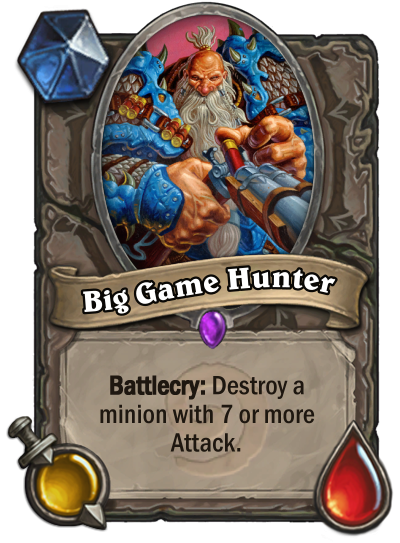 Big Game Hunter
Battlecry: Destroy a
minion with 7 or more
Attack.